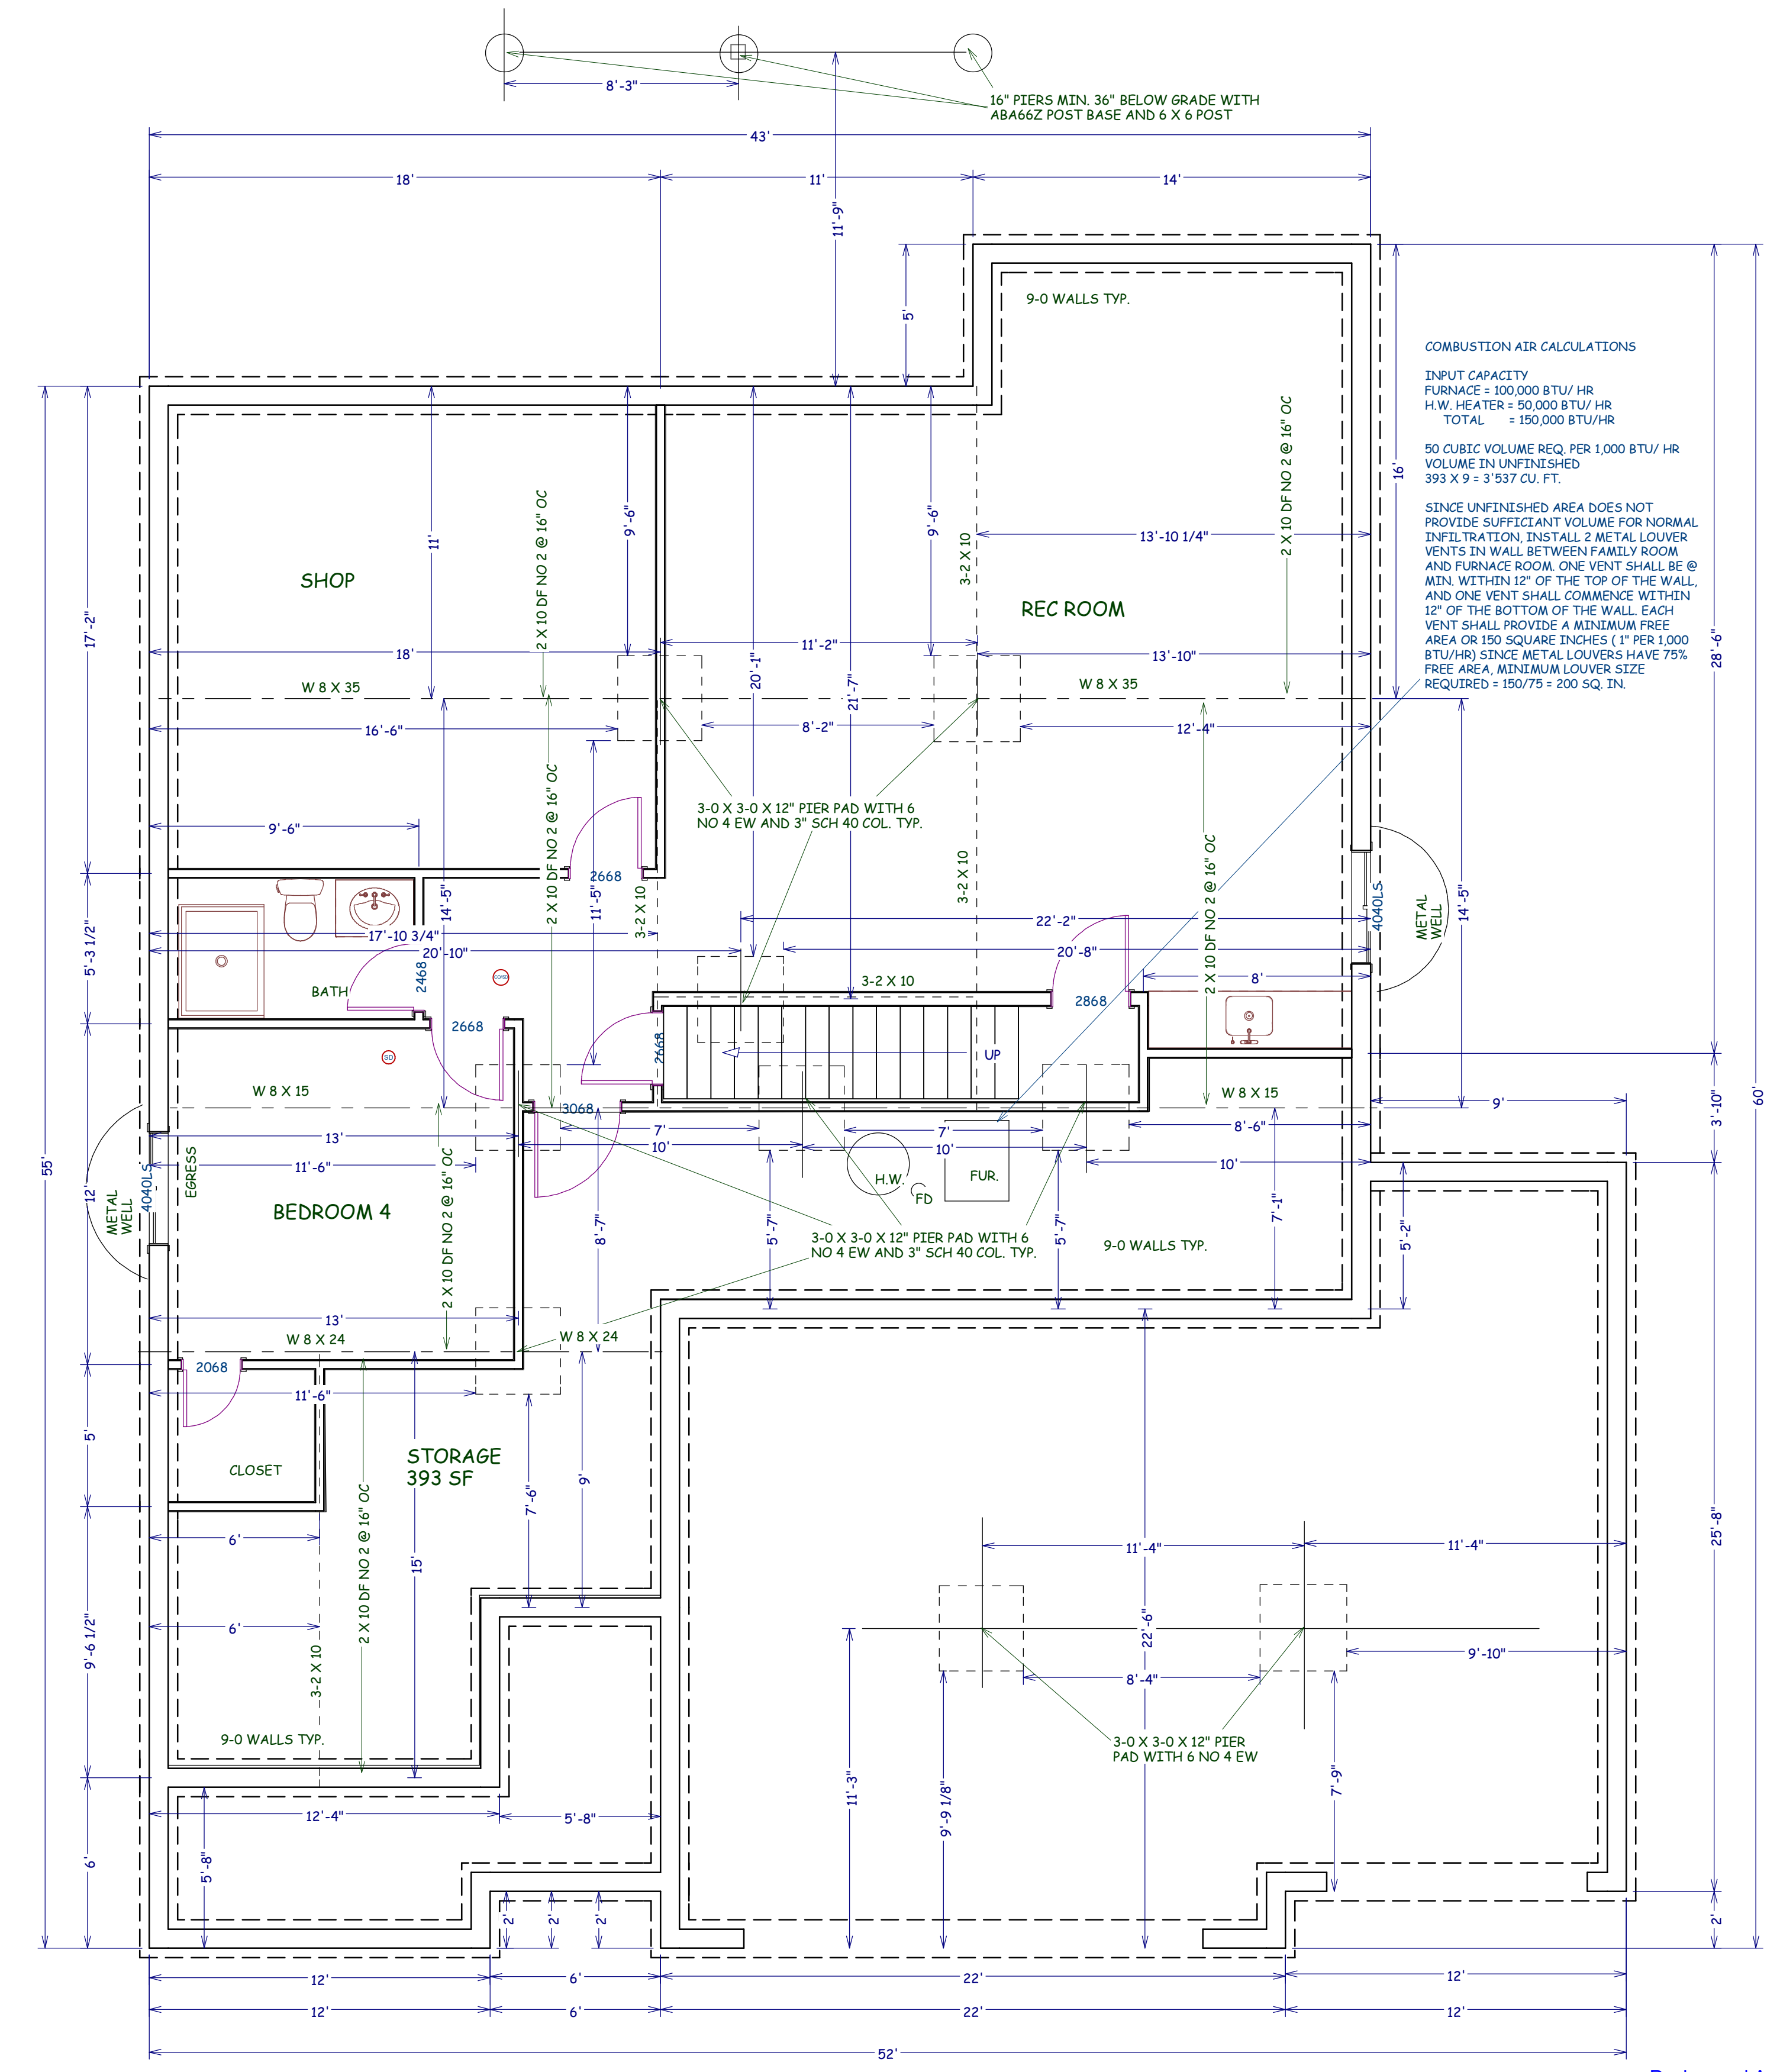 8'-3"
16" PIERS MIN. 36" BELOW GRADE WITH
ABA66Z POST BASE AND 6 X 6 POST
43'
18'
11'
14'
11'-9"
5'
9-0 WALLS TYP.
COMBUSTION AIR CALCULATIONS
INPUT CAPACITY
FURNACE = 100,000 BTU/ HR
H.W. HEATER = 50,000 BTU/ HR
TOTAL = 150,000 BTU/HR
50 CUBIC VOLUME REQ. PER 1,000 BTU/ HR
VOLUME IN UNFINISHED
393 X 9 = 3'537 CU. FT.
SINCE UNFINISHED AREA DOES NOT
PROVIDE SUFFICIANT VOLUME FOR NORMAL
INFILTRATION, INSTALL 2 METAL LOUVER
VENTS IN WALL BETWEEN FAMILY ROOM
AND FURNACE ROOM. ONE VENT SHALL BE @
MIN. WITHIN 12" OF THE TOP OF THE WALL,
AND ONE VENT SHALL COMMENCE WITHIN
12" OF THE BOTTOM OF THE WALL. EACH
VENT SHALL PROVIDE A MINIMUM FREE
AREA OR 150 SQUARE INCHES ( 1" PER 1,000
BTU/HR) SINCE METAL LOUVERS HAVE 75%
FREE AREA, MINIMUM LOUVER SIZE
REQUIRED = 150/75 = 200 SQ. IN.
16'
28'-6"
60'
55'
17'-2"
11'
2 X 10 DF NO 2 @ 16" OC
9'-6"
9'-6"
3-2 X 10
13'-10 1/4"
2 X 10 DF NO 2 @ 16" OC
SHOP
REC ROOM
18'
11'-2"
13'-10"
20'-1"
21'-7"
W 8 X 35
W 8 X 35
16'-6"
8'-2"
12'-4"
3-0 X 3-0 X 12" PIER PAD WITH 6
NO 4 EW AND 3" SCH 40 COL. TYP.
9'-6"
2 X 10 DF NO 2 @ 16" OC
2668
11'-5"
3-2 X 10
3-2 X 10
2 X 10 DF NO 2 @ 16" OC
4040LS
METAL
WELL
14'-5"
14'-5"
5'-3 1/2"
17'-10 3/4"
20'-10"
22'-2"
20'-8"
8'
2468
CO/SD
BATH
3-2 X 10
2868
2668
2668
SD
UP
W 8 X 15
W 8 X 15
3068
3'-10"
9'
13'
11'-6"
7'
10'
7'
10'
8'-6"
10'
EGRESS
4040LS
METAL
WELL
12'
BEDROOM 4
2 X 10 DF NO 2 @ 16" OC
8'-7"
H.W.
FD
FUR.
5'-7"
5'-7"
7'-1"
5'-2"
3-0 X 3-0 X 12" PIER PAD WITH 6
NO 4 EW AND 3" SCH 40 COL. TYP.
9-0 WALLS TYP.
13'
W 8 X 24
W 8 X 24
2068
11'-6"
5'
CLOSET
STORAGE
393 SF
7'-6"
9'
6'
2 X 10 DF NO 2 @ 16" OC
15'
11'-4"
11'-4"
25'-8"
9'-6 1/2"
6'
3-2 X 10
22'-6"
9'-10"
8'-4"
9-0 WALLS TYP.
3-0 X 3-0 X 12" PIER
PAD WITH 6 NO 4 EW
11'-3"
9'-9 1/8"
7'-9"
12'-4"
5'-8"
5'-8"
6'
2'
2'
2'
2'
12'
6'
22'
12'
12'
6'
22'
12'
52'